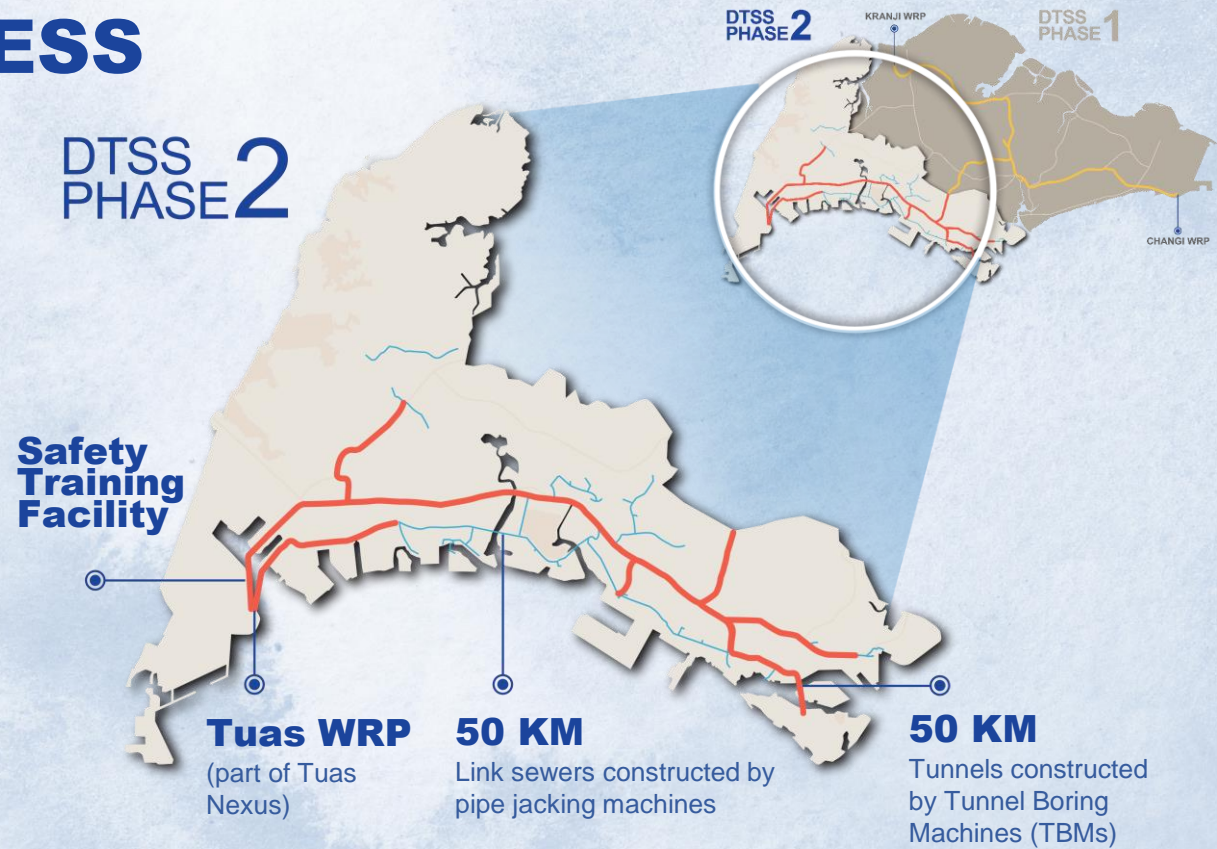 ESS
DTSS
PHASE 2
DTSS
PHASE 2
KRANJI WRP
DTSS
PHASE 1
CHANGI WRP
Safety
Training
Facility
Tuas WRP
(part of Tuas
Nexus)
50 KM
Link sewers constructed by
pipe jacking machines
50 KM
Tunnels constructed
by Tunnel Boring
Machines (TBMs)